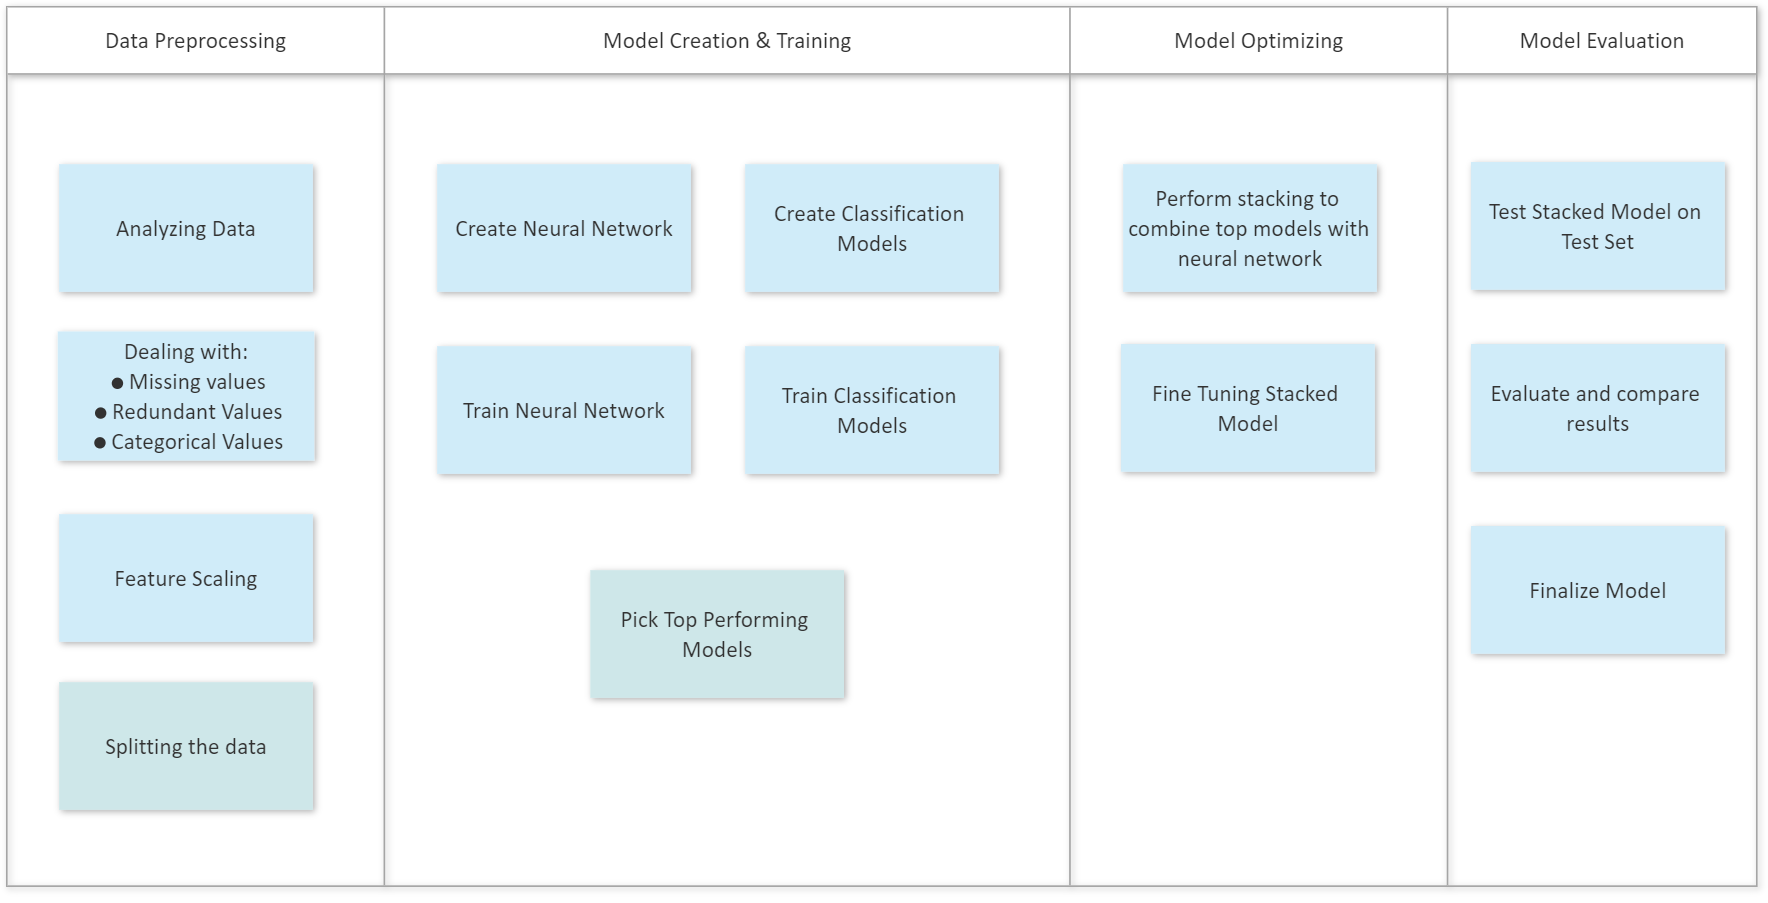 Data Preprocessing
Model Creation & Training
Model Optimizing
Model Evaluation
Analyzing Data
Dealing with:
● Missing values
● Redundant Values
● Categorical Values
Feature Scaling
Splitting the data
Create Neural Network
Create Classification
Models
Train Neural Network
Train Classification
Models
Pick Top Performing
Models
Perform stacking to
combine top models with
neural network
Fine Tuning Stacked
Model
Test Stacked Model on
Test Set
Evaluate and compare
results
Finalize Model